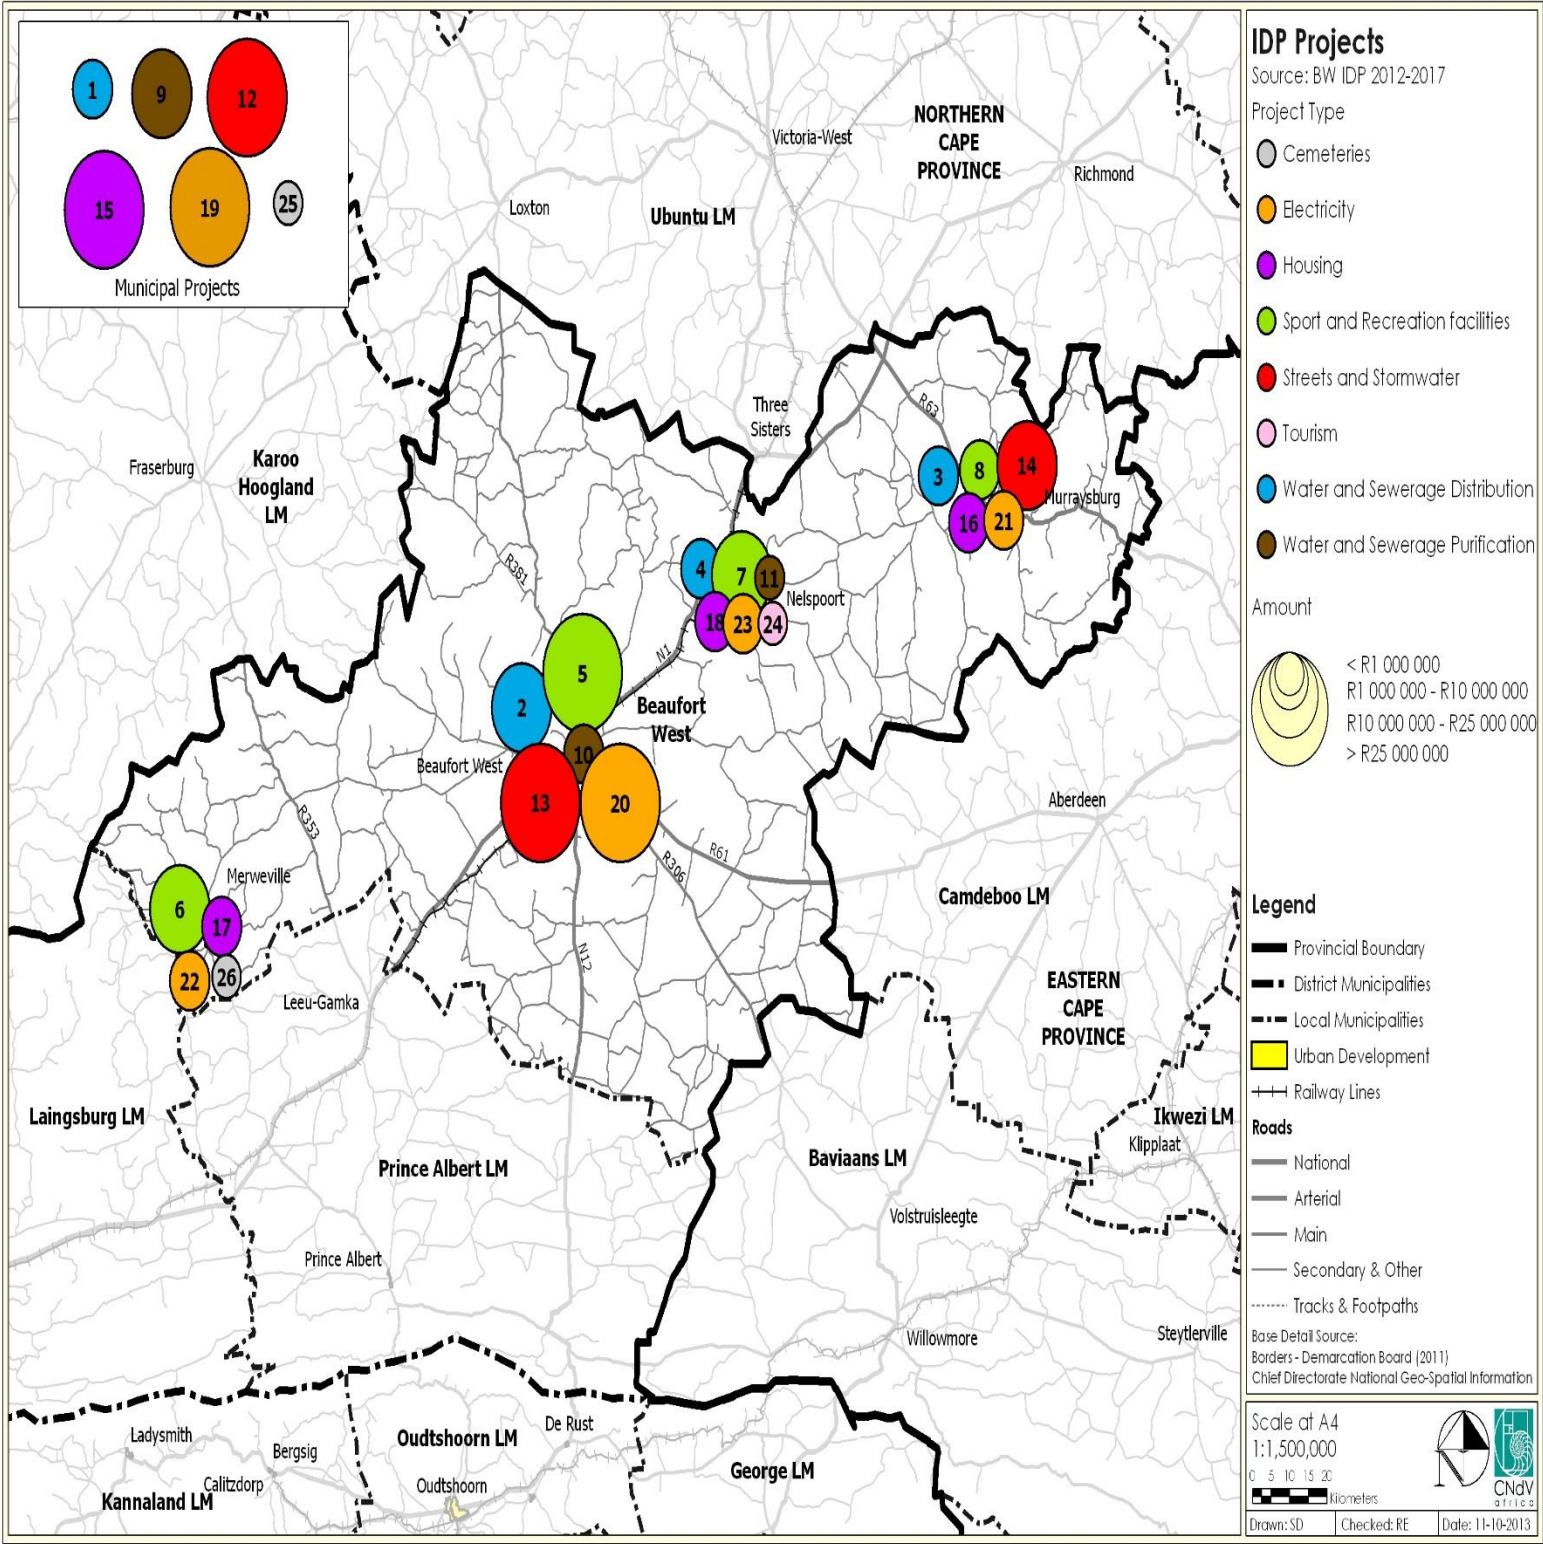 1
9
12
15
19
25
Municipal Projects
NORTHERN
CAPE
PROVINCE
Victoria-West
Richmond
Loxton
Ubuntu LM
Three
Sisters
R63
Fraserburg
Karoo
Hoogland
LM
3
8
14
Murraysburg
16
21
R381
4
7
11
Nelspoort
18
23
24
N1
5
2
Beaufort
West
10
Beaufort West
13
20
R61
R306
R353
Aberdeen
Merweville
6
17
22
26
Camdeboo LM
N12
Leeu-Gamka
EASTERN
CAPE
PROVINCE
Laingsburg LM
Ikwezi LM
Klipplaat
Prince Albert LM
Baviaans LM
Volstruisleegte
Prince Albert
Willowmore
Steytlerville
De Rust
Ladysmith
Bergsig
Oudtshoorn LM
Calitzdorp
Oudtshoorn
George LM
Kannaland LM
IDP Projects
Source: BW IDP 2012-2017
Project Type
Cemeteries
Electricity
Housing
Sport and Recreation facilities
Streets and Stormwater
Tourism
Water and Sewerage Distribution
Water and Sewerage Purification
Amount
< R1 000 000
R1 000 000 - R10 000 000
R10 000 000 - R25 000 000
> R25 000 000
Legend
Provincial Boundary
District Municipalities
Local Municipalities
Urban Development
Railway Lines
Roads
National
Arterial
Main
Secondary & Other
Tracks & Footpaths
Base Detail Source:
Borders - Demarcation Board (2011)
Chief Directorate National Geo-Spatial Information
Scale at A4
1:1,500,000
0 5 10 15 20
Kilometers
N
CNdV
africa
Drawn: SD
Checked: RE
Date: 11-10-2013